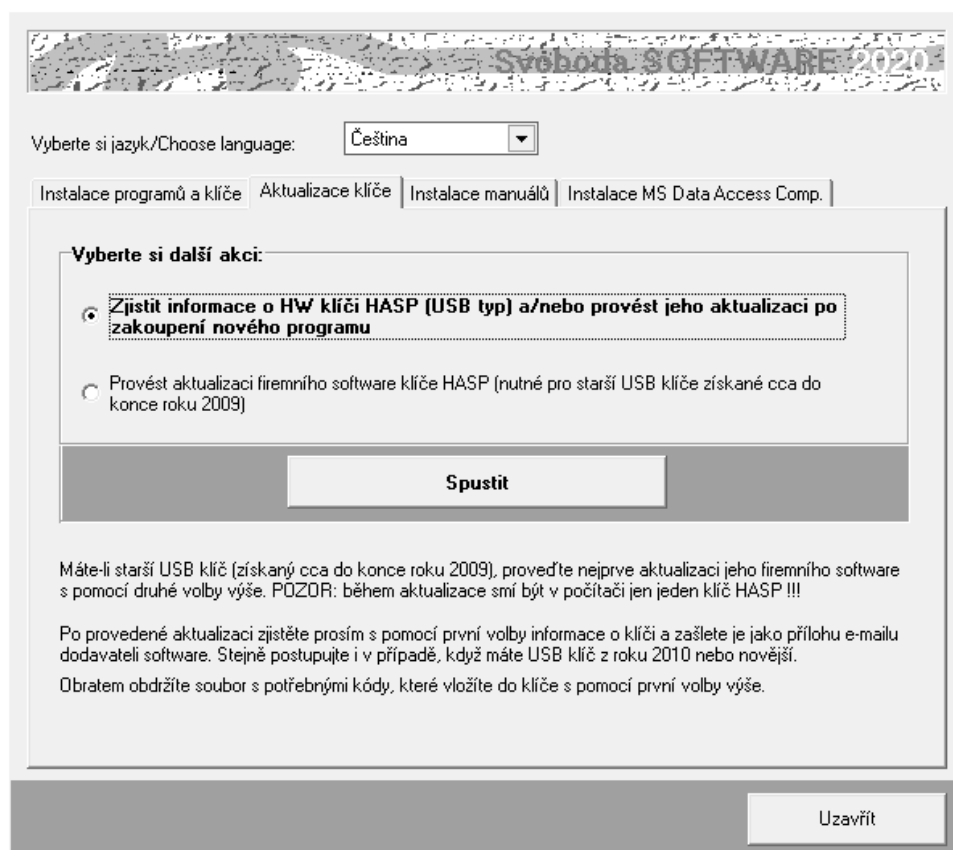 Svoboda SOFTWARE 2020
Vyberte si jazyk/Choose language:
Čeština
Instalace programů a klíče
Aktualizace klíče
Instalace manuálů
Instalace MS Data Access Comp.
Vyberte si další akci:
Zjistit informace o HW klíči HASP (USB typ) a/nebo provést jeho aktualizaci po
zakoupení nového programu
Provést aktualizaci firemního software klíče HASP (nutné pro starší USB klíče získané cca do
konce roku 2009)
Spustit
Máte-li starší USB klíč (získaný cca do konce roku 2009), proveďte nejprve aktualizaci jeho firemního software
s pomocí druhé volby výše. POZOR: během aktualizace smí být v počítači jen jeden klíč HASP !!!
Po provedené aktualizaci zjistěte prosím s pomocí první volby informace o klíči a zašlete je jako přílohu e-mailu
dodavateli software. Stejně postupujte i v případě, když máte USB klíč z roku 2010 nebo novější.
Obratem obdržíte soubor s potřebnými kódy, které vložíte do klíče s pomocí první volby výše.
Uzavřít